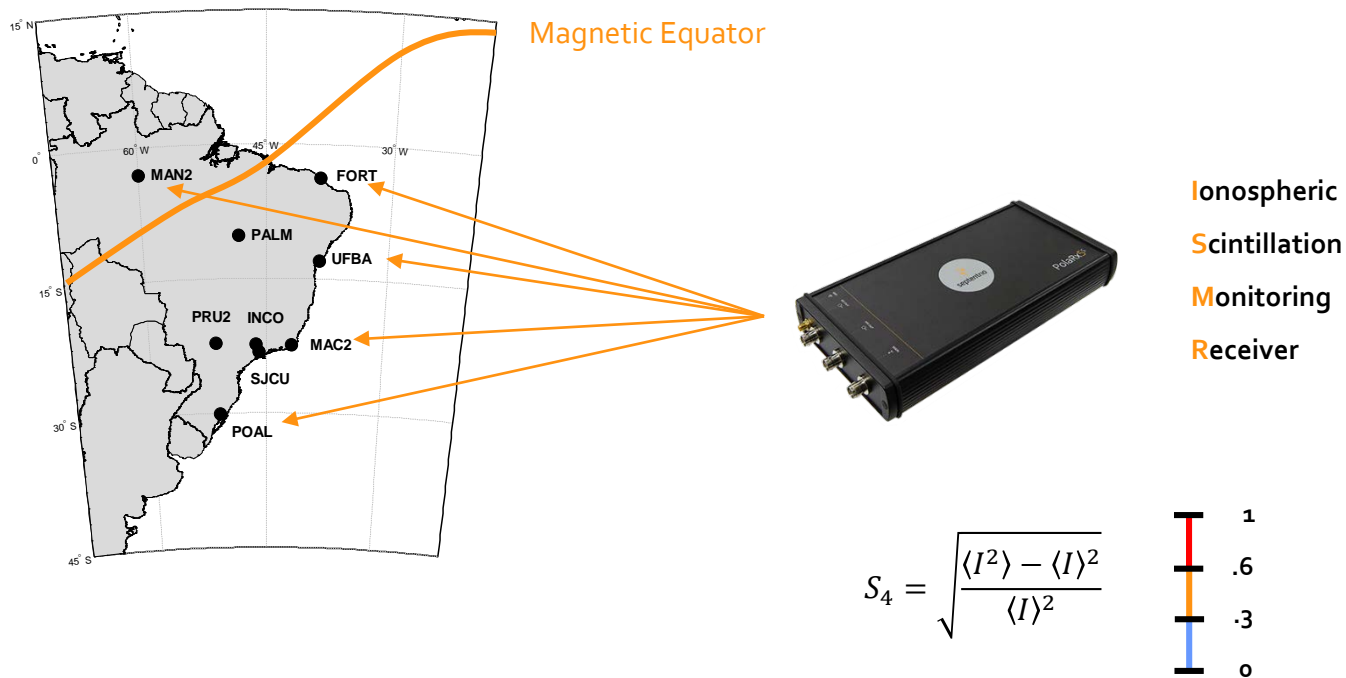 15° N
Magnetic Equator
0°
60° W
45° W
30° W
MAN2
FORT
PALM
UFBA
15° S
PRU2
INCO
MAC2
SJCU
30° S
POAL
45° S
septentrio
PolaRx5
Ionospheric
Scintillation
Monitoring
Receiver
S₄ = √((⟨I²⟩ − ⟨I⟩²) / ⟨I⟩²)
1
.6
.3
0